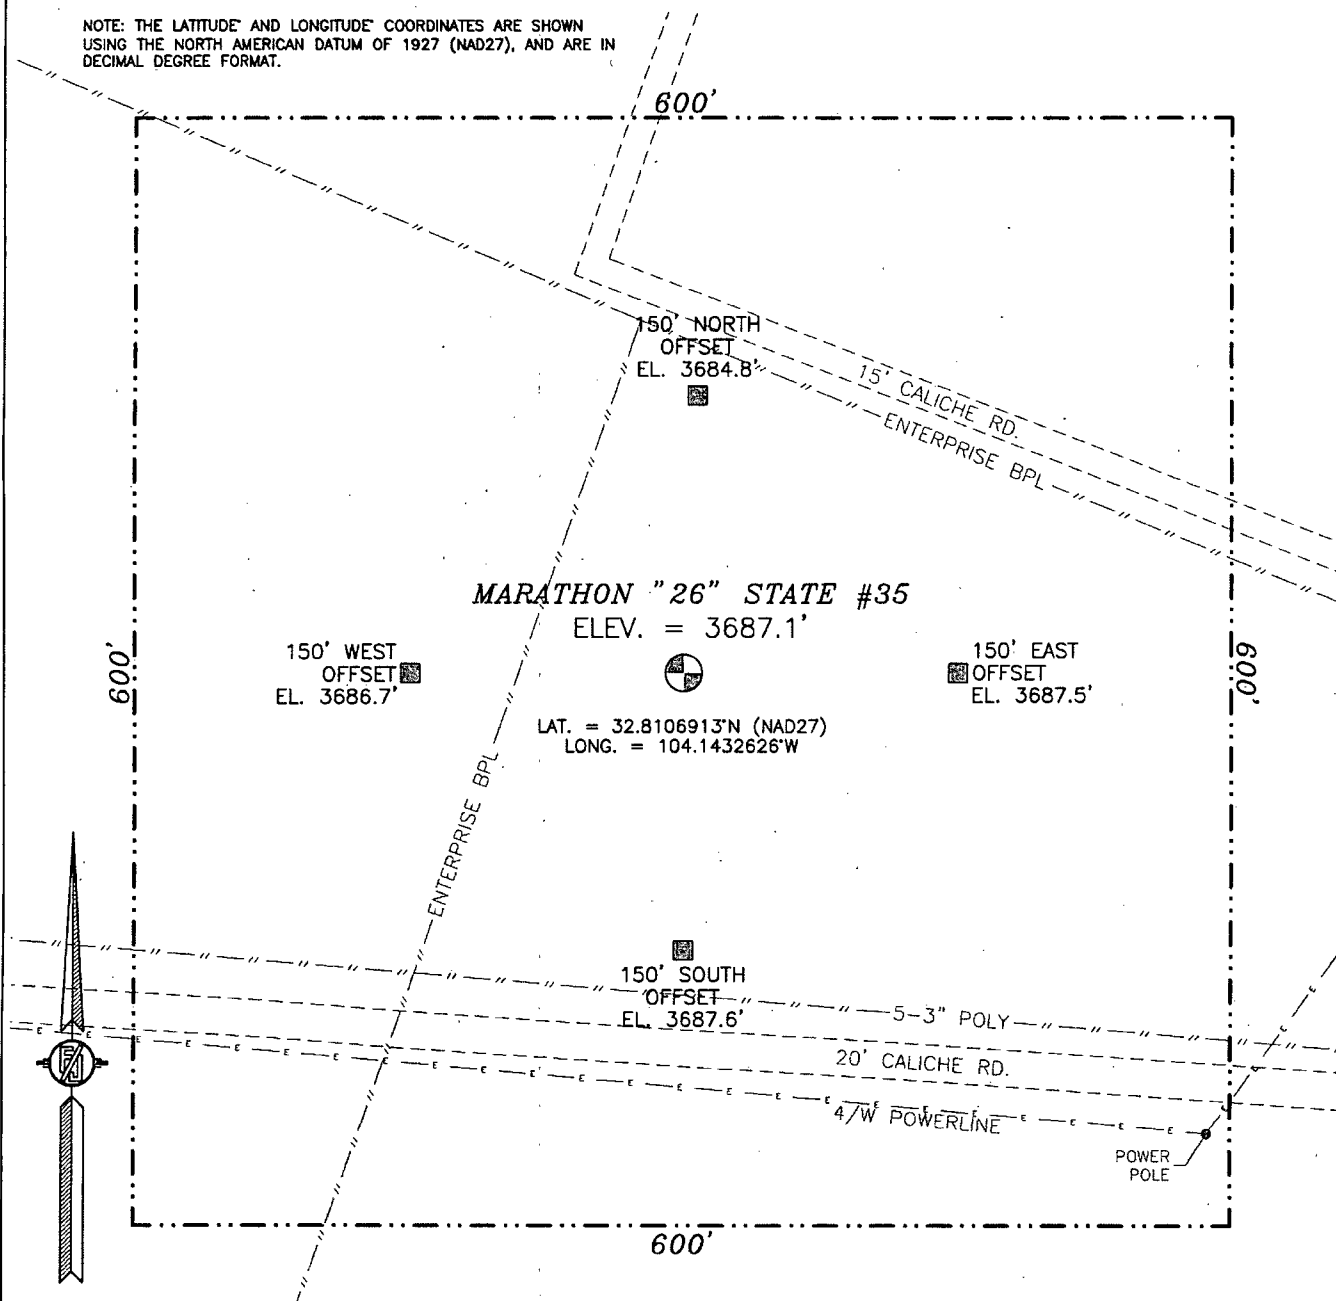 NOTE: THE LATITUDE AND LONGITUDE COORDINATES ARE SHOWN
USING THE NORTH AMERICAN DATUM OF 1927 (NAD27), AND ARE IN
DECIMAL DEGREE FORMAT.
600'
150' NORTH
OFFSET
EL. 3684.8'
15' CALICHE RD.
ENTERPRISE BPL
MARATHON "26" STATE #35
ELEV. = 3687.1'
600'
150' WEST
OFFSET
EL. 3686.7'
150' EAST
OFFSET
EL. 3687.5'
600'
LAT. = 32.8106913°N (NAD27)
LONG. = 104.1432626°W
ENTERPRISE BPL
150' SOUTH
OFFSET
EL. 3687.6'
5-3" POLY
20' CALICHE RD.
4/W POWERLINE
POWER
POLE
600'